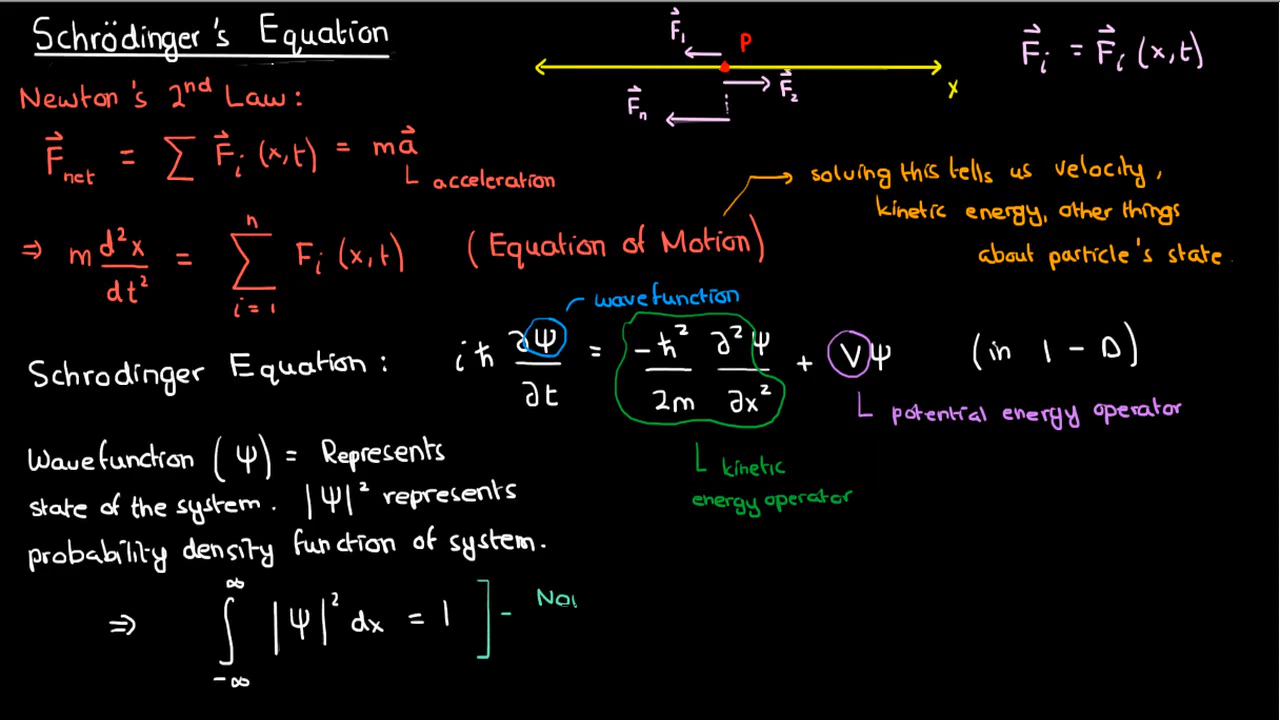 Schrödinger's Equation
F⃗₁
P
F⃗₂
F⃗n
x
F⃗i = F⃗i (x,t)
Newton's 2nd Law:
F⃗net = ∑ F⃗i (x,t) = ma⃗
acceleration
solving this tells us velocity,
kinetic energy, other things
about particle's state.
⇒ m d²x/dt² = ∑ i=1 n Fi (x,t) (Equation of Motion)
wavefunction
Schrodinger Equation: iħ ∂Ψ/∂t = -ħ²/2m ∂²Ψ/∂x² + VΨ (in 1-D)
potential energy operator
kinetic
energy operator
Wavefunction (Ψ) = Represents
state of the system. |Ψ|² represents
probability density function of system.
⇒ ∫ -∞ ∞ |Ψ|² dx = 1 ] -